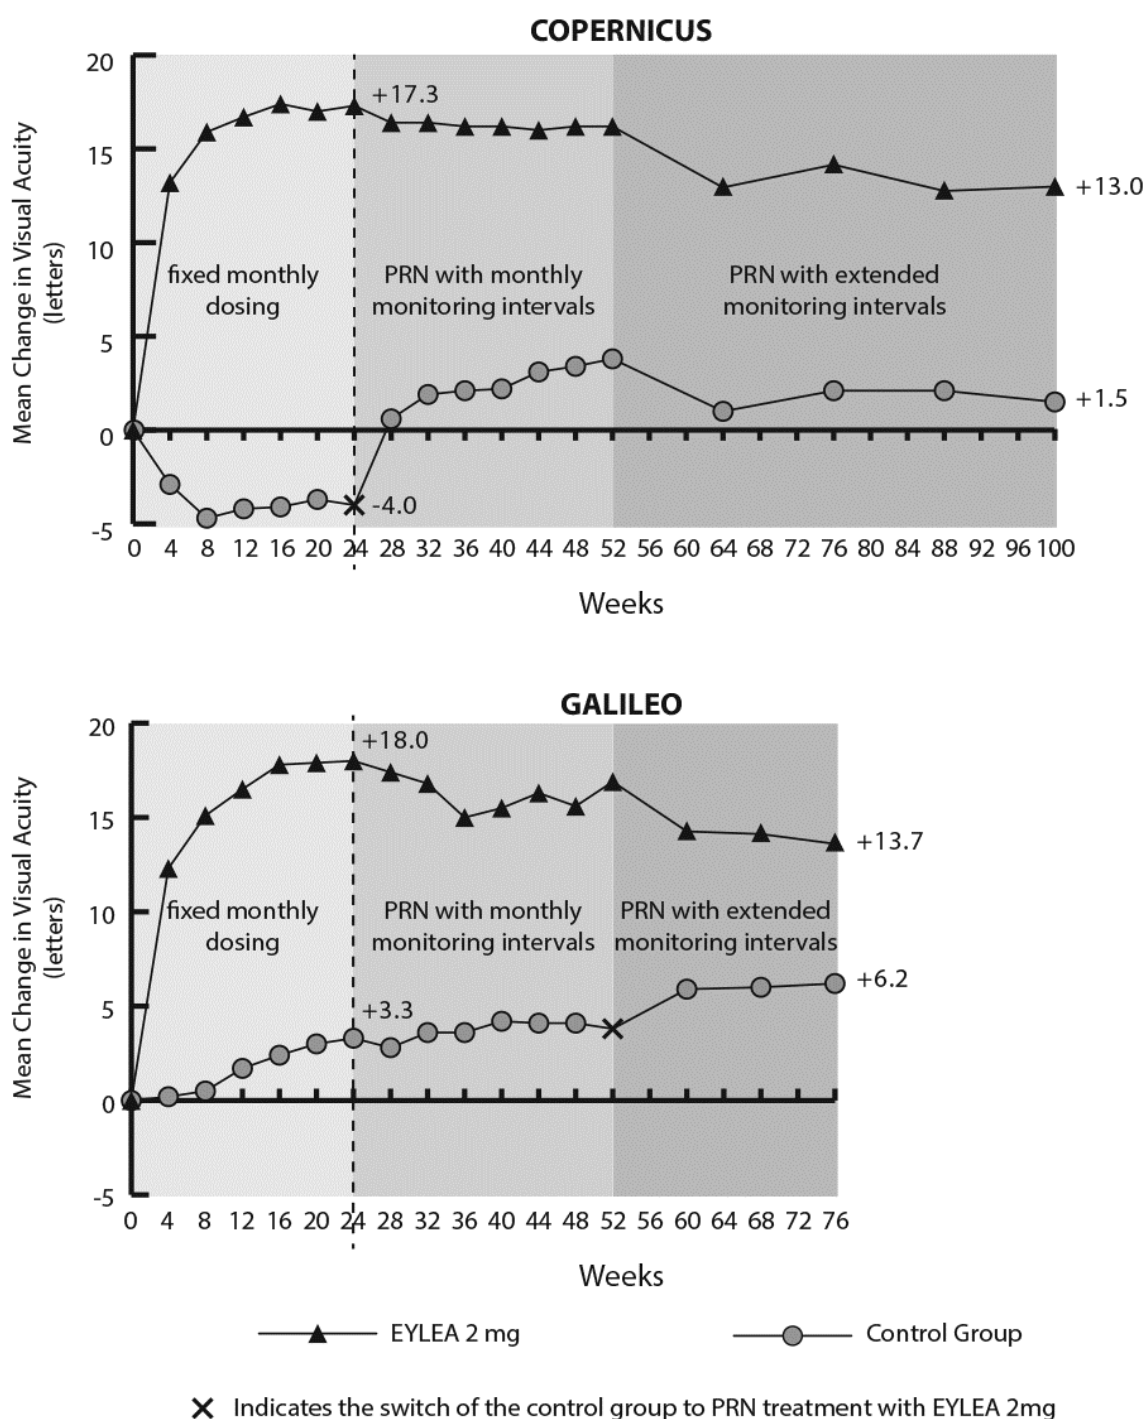 COPERNICUS
Mean Change in Visual Acuity
(letters)
20
15
10
5
0
-5
+17.3
+13.0
fixed monthly
dosing
PRN with monthly
monitoring intervals
PRN with extended
monitoring intervals
+1.5
-4.0
0 4 8 12 16 20 24 28 32 36 40 44 48 52 56 60 64 68 72 76 80 84 88 92 96 100
Weeks
GALILEO
Mean Change in Visual Acuity
(letters)
20
15
10
5
0
-5
+18.0
+13.7
fixed monthly
dosing
PRN with monthly
monitoring intervals
PRN with extended
monitoring intervals
+3.3
+6.2
0 4 8 12 16 20 24 28 32 36 40 44 48 52 56 60 64 68 72 76
Weeks
EYLEA 2 mg
Control Group
Indicates the switch of the control group to PRN treatment with EYLEA 2mg